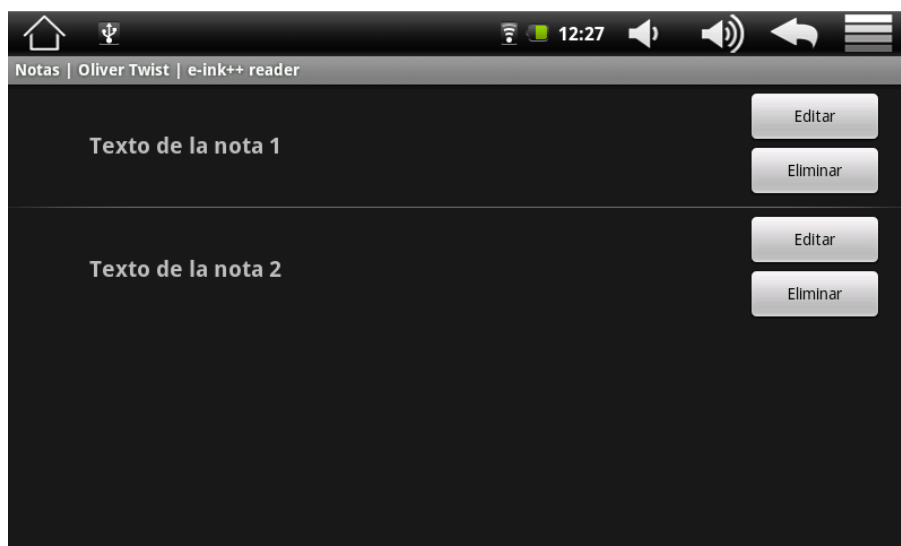 12:27
Notas | Oliver Twist | e-ink++ reader
Texto de la nota 1
Editar
Eliminar
Texto de la nota 2
Editar
Eliminar